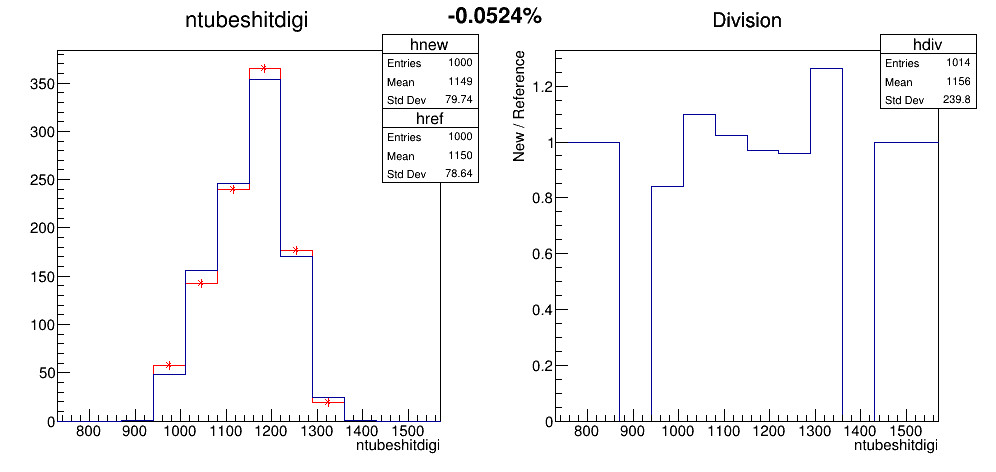 ntubeshitdigi
-0.0524%
Division
hnew
Entries 1000
Mean 1149
Std Dev 79.74
href
Entries 1000
Mean 1150
Std Dev 78.64
350
300
250
200
150
100
50
0
800 900 1000 1100 1200 1300 1400 1500
ntubeshitdigi
hdiv
Entries 1014
Mean 1156
Std Dev 239.8
New / Reference
1.2
1
0.8
0.6
0.4
0.2
0
800 900 1000 1100 1200 1300 1400 1500
ntubeshitdigi